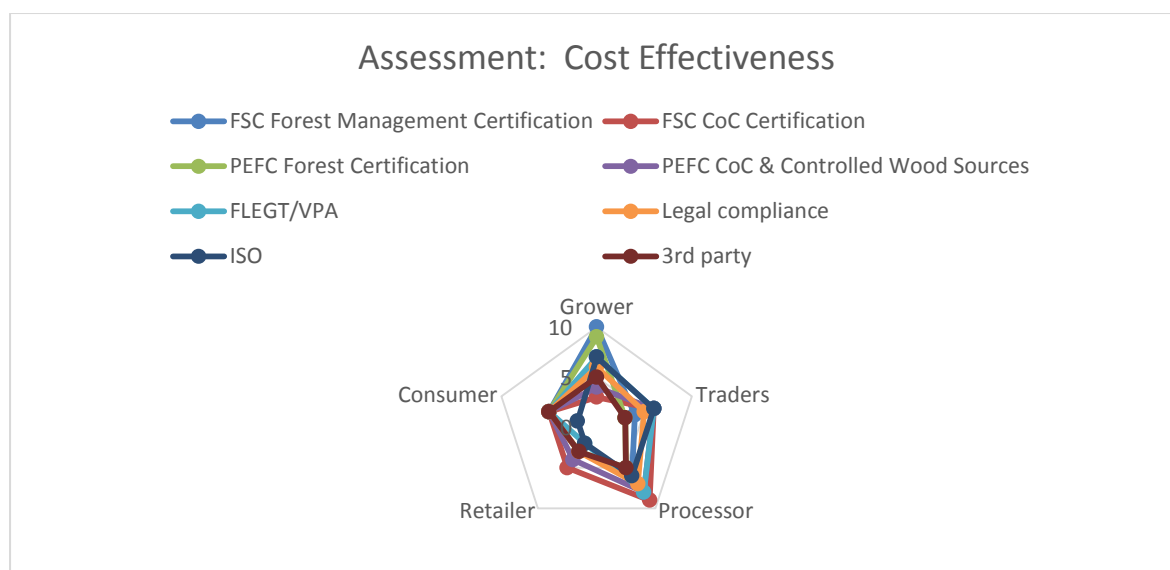 Assessment:  Cost Effectiveness
FSC Forest Management Certification
FSC CoC Certification
PEFC Forest Certification
PEFC CoC & Controlled Wood Sources
FLEGT/VPA
Legal compliance
ISO
3rd party
Grower
10
5
Consumer
Traders
0
Retailer
Processor